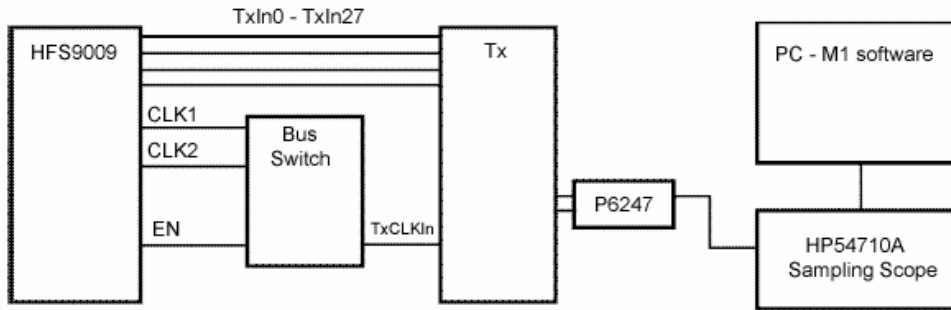 TxIn0 - TxIn27
HFS9009
Tx
PC - M1 software
CLK1
CLK2
Bus
Switch
EN
TxCLKIn
P6247
HP54710A
Sampling Scope